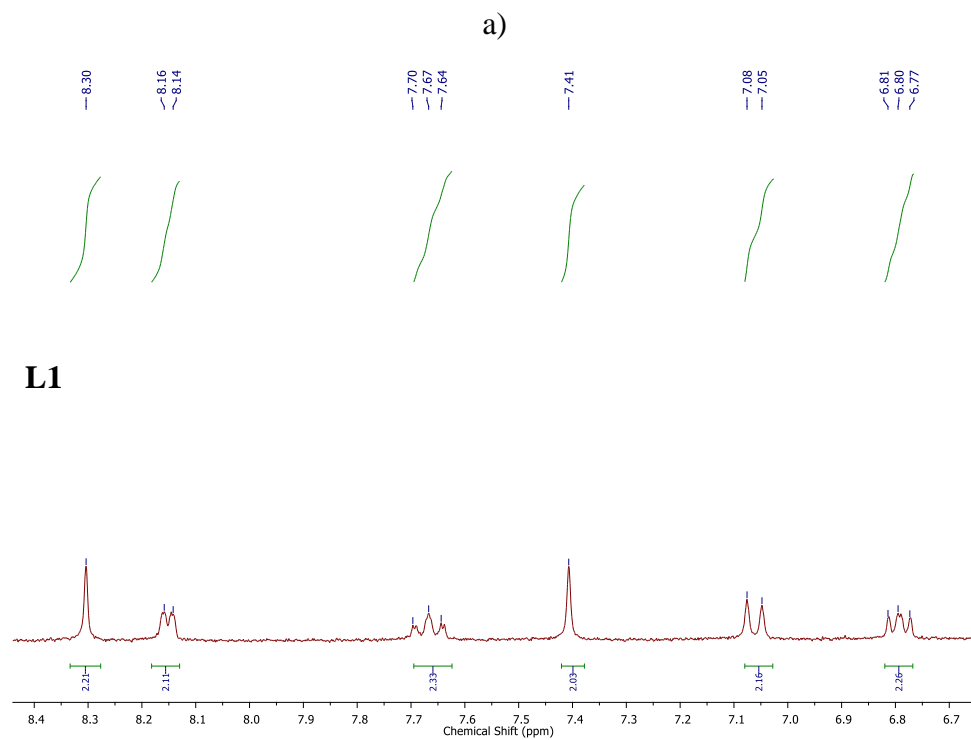 a)
8.30 8.16 8.14 7.70 7.67 7.64 7.41 7.08 7.05 6.81 6.80 6.77
L1
2.21 2.11 2.33 2.03 2.16 2.26
8.4 8.3 8.2 8.1 8.0 7.9 7.8 7.7 7.6 7.5 7.4 7.3 7.2 7.1 7.0 6.9 6.8 6.7
Chemical Shift (ppm)